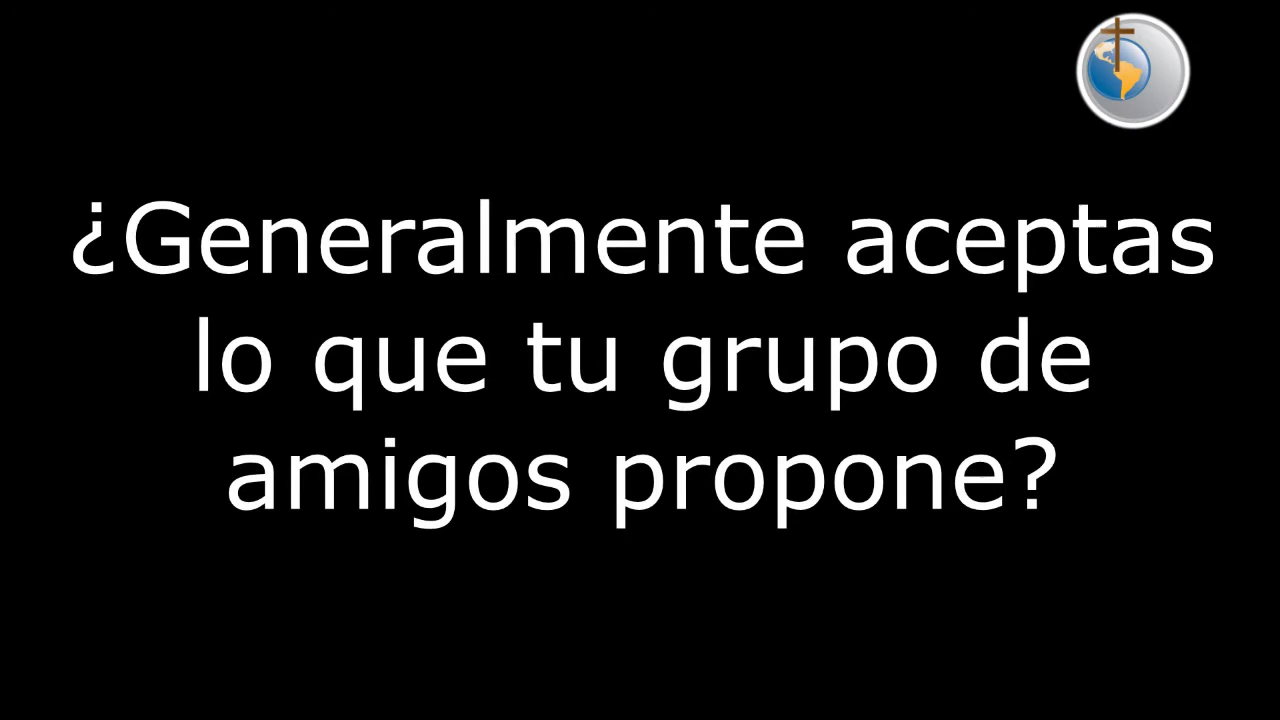 ¿Generalmente aceptas
lo que tu grupo de
amigos propone?